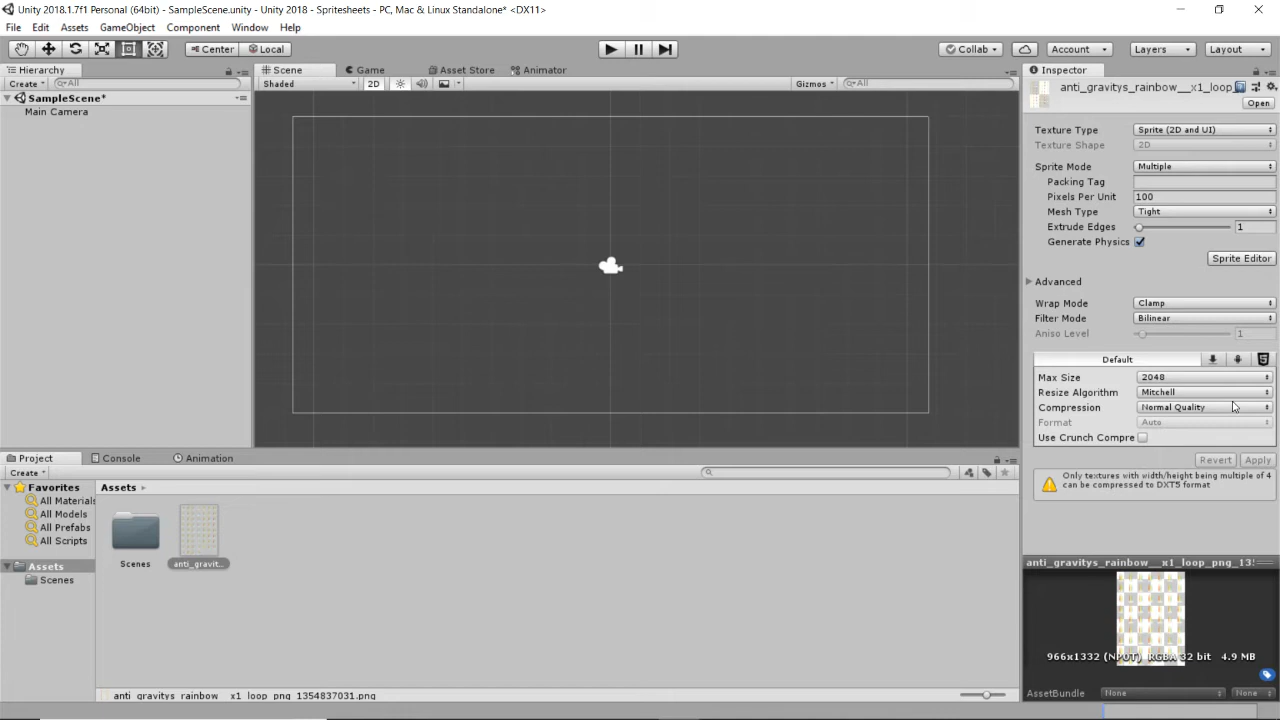 Unity 2018.1.7f1 Personal (64bit) - SampleScene.unity - Unity 2018 - Spritesheets - PC, Mac & Linux Standalone* <DX11>
File Edit Assets GameObject Component Window Help
Center Local Collab Account Layers Layout
Hierarchy Scene Game Asset Store Animator Inspector
Create All Shaded 2D Gizmos All
anti_gravitys_rainbow__x1_loop_
SampleScene*
Open
Main Camera
Texture Type Sprite (2D and UI)
Texture Shape 2D
Sprite Mode Multiple
Packing Tag
Pixels Per Unit 100
Mesh Type Tight
Extrude Edges 1
Generate Physics
Sprite Editor
Advanced
Wrap Mode Clamp
Filter Mode Bilinear
Aniso Level 1
Default
Max Size 2048
Resize Algorithm Mitchell
Compression Normal Quality
Format Auto
Use Crunch Compre
Revert Apply
Only textures with width/height being multiple of 4
can be compressed to DXT5 format
Project Console Animation
Create
Favorites Assets
All Materials
All Models
All Prefabs
All Scripts
Assets
Scenes
Scenes anti_gravit...
anti_gravitys_rainbow__x1_loop_png_1354837031.png
anti_gravitys_rainbow__x1_loop_png_13!
966x1332 (NPOT) RGBA 32 bit 4.9 MB
AssetBundle None None